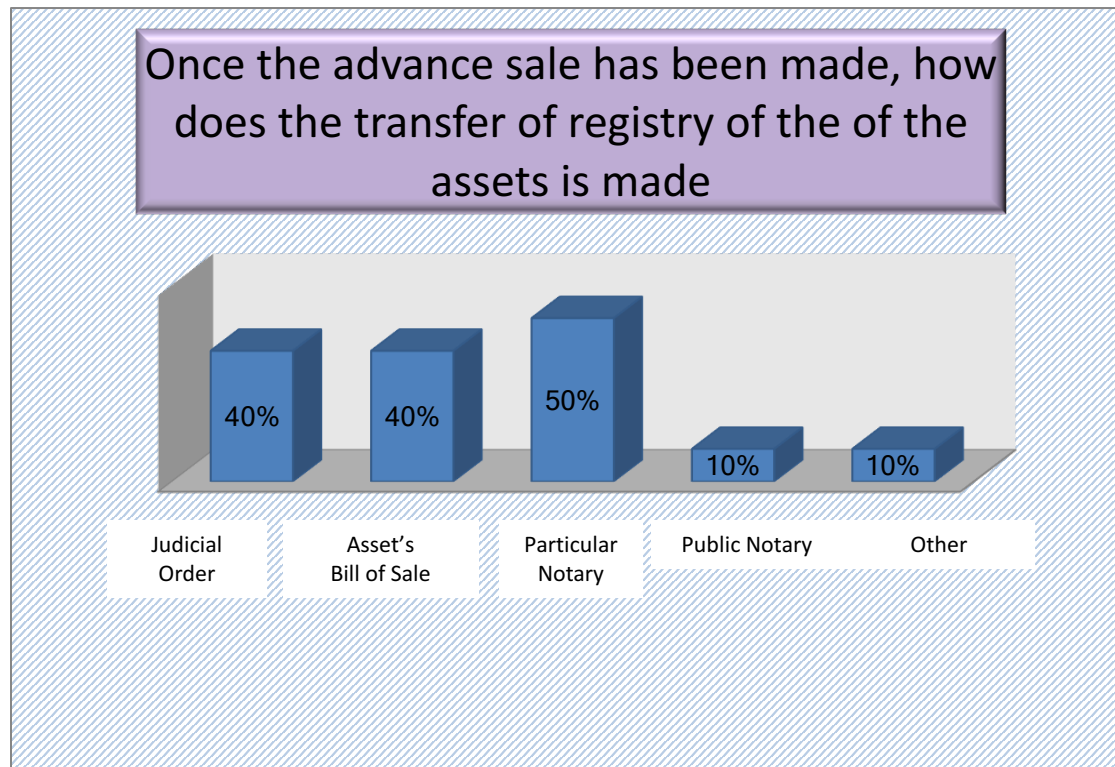 Once the advance sale has been made, how
does the transfer of registry of the of the
assets is made
40%
40%
50%
10%
10%
Judicial
Order
Asset's
Bill of Sale
Particular
Notary
Public Notary
Other